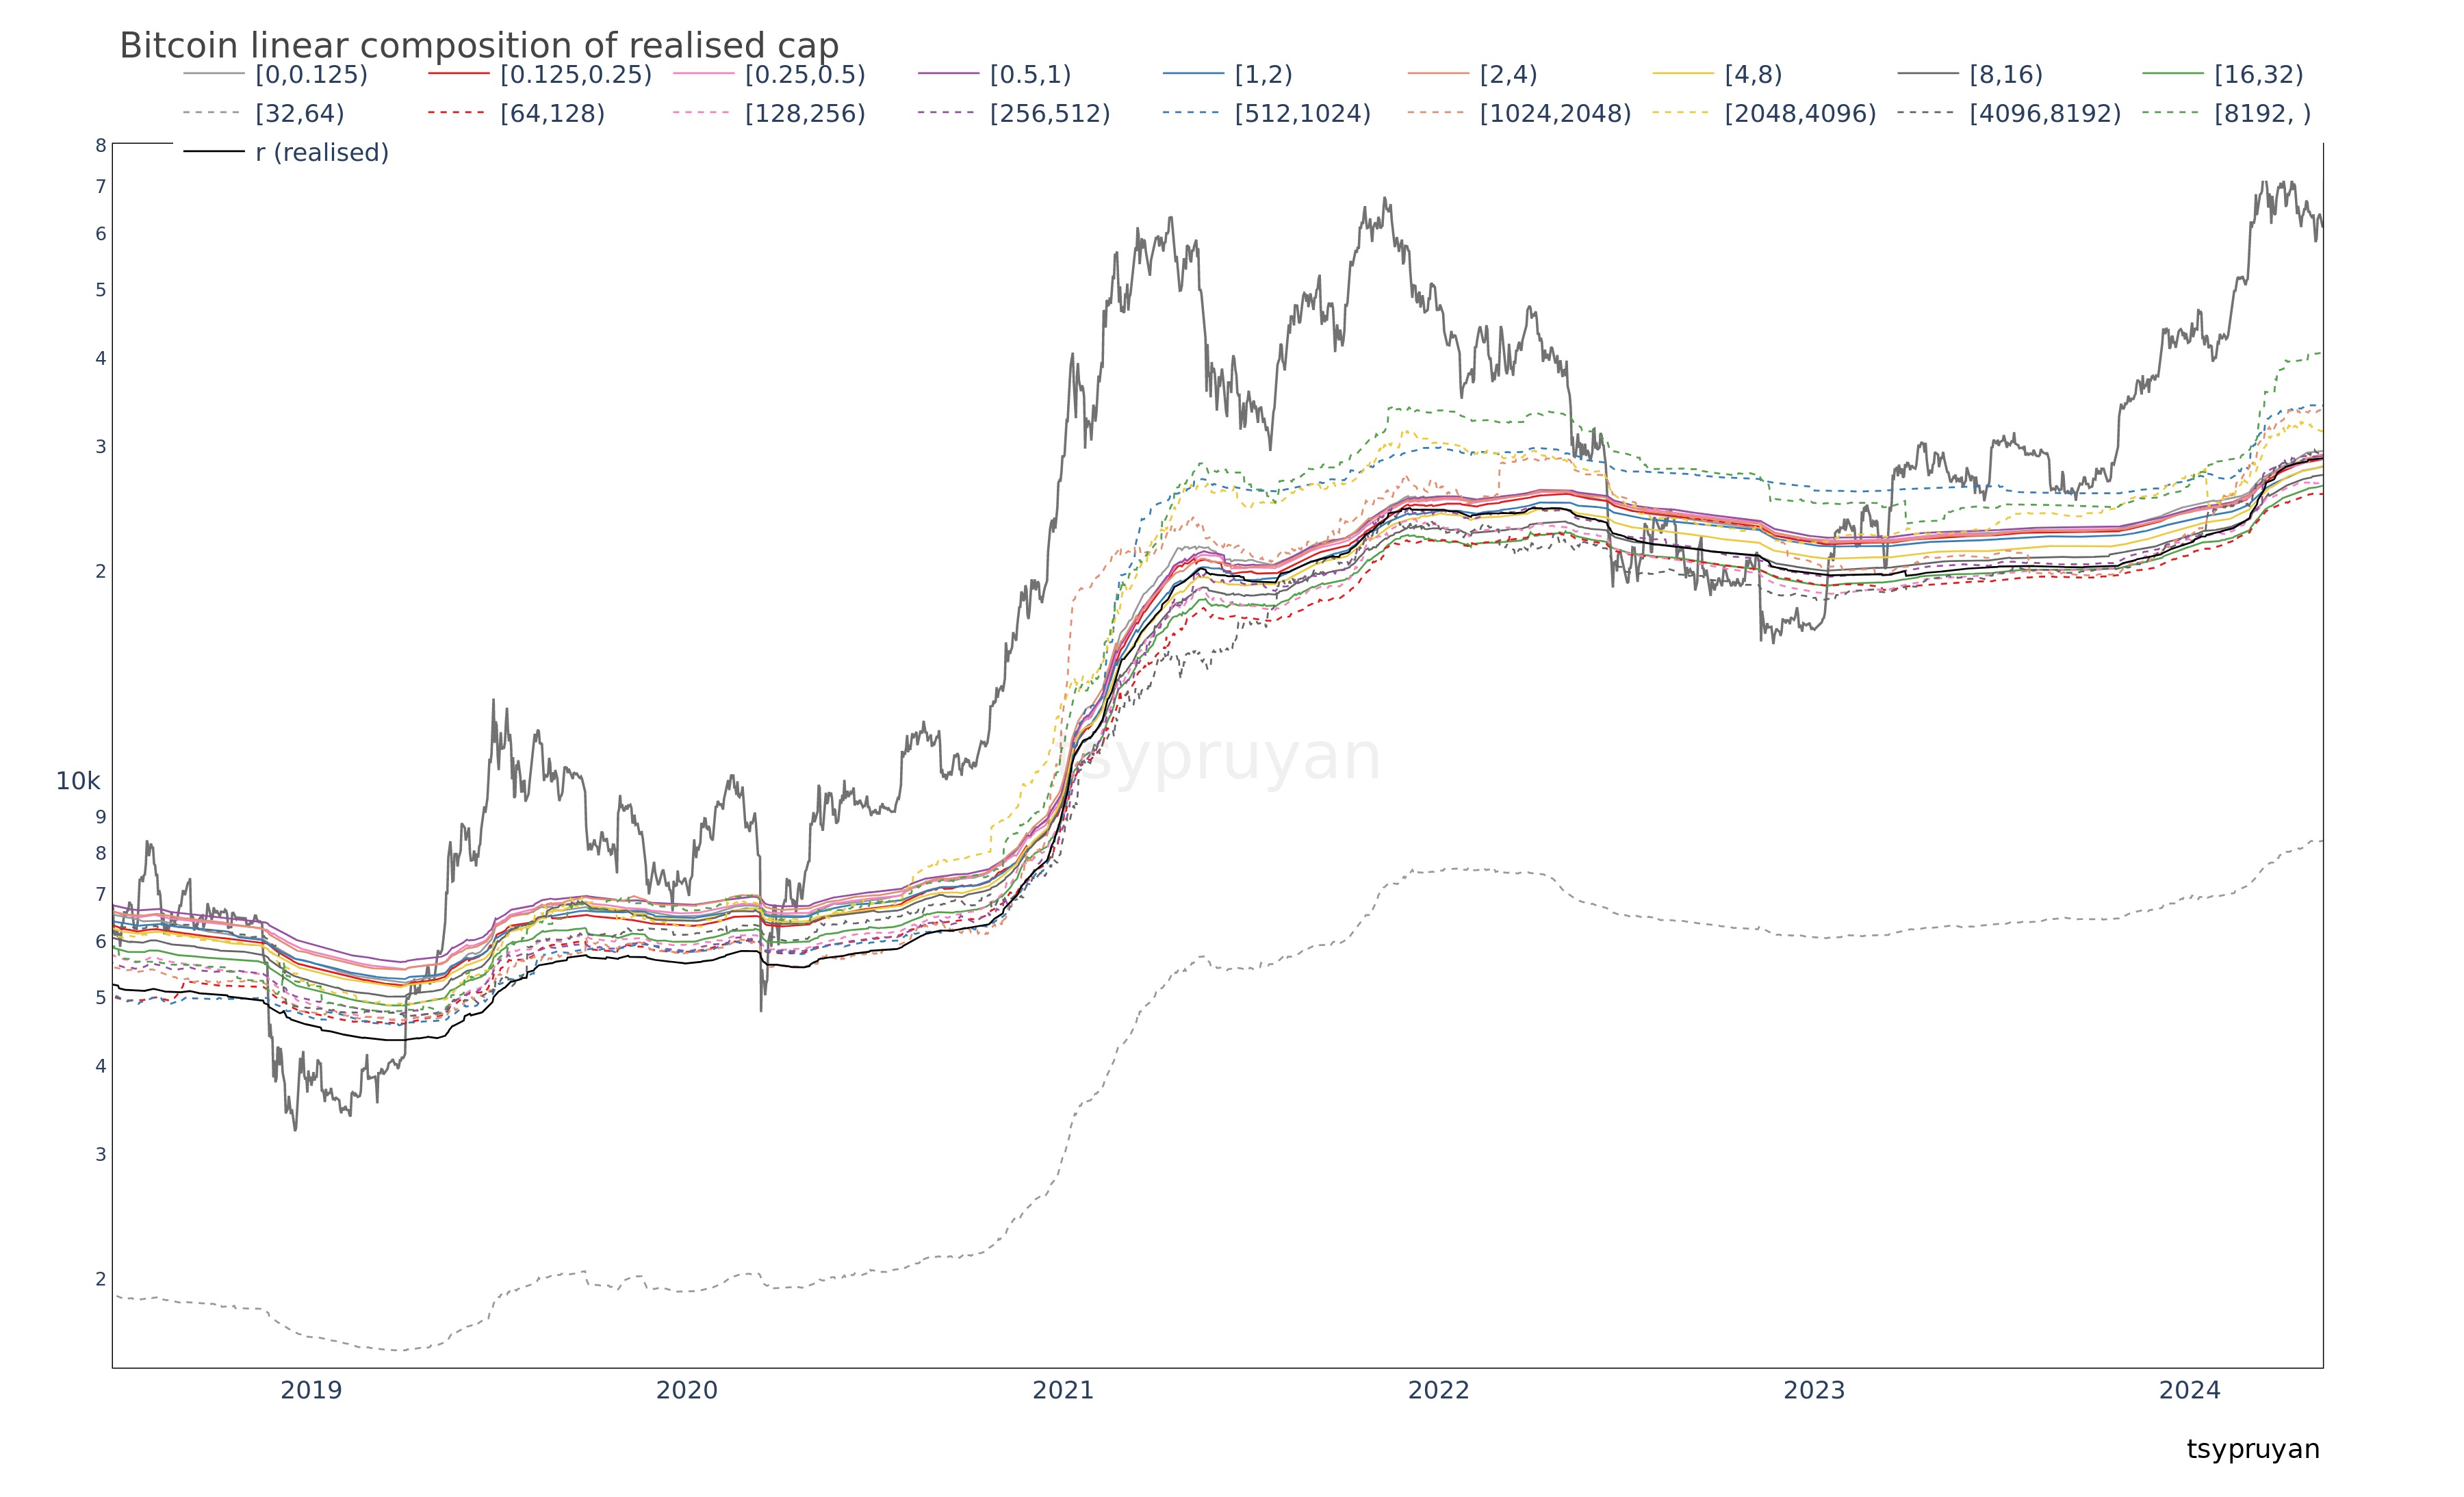 Bitcoin linear composition of realised cap
[0,0.125) [0.125,0.25) [0.25,0.5) [0.5,1) [1,2) [2,4) [4,8) [8,16) [16,32)
[32,64) [64,128) [128,256) [256,512) [512,1024) [1024,2048) [2048,4096) [4096,8192) [8192, )
r (realised)
8
7
6
5
4
3
2
10k
9
8
7
6
5
4
3
2
tsypruyan
2019 2020 2021 2022 2023 2024
tsypruyan